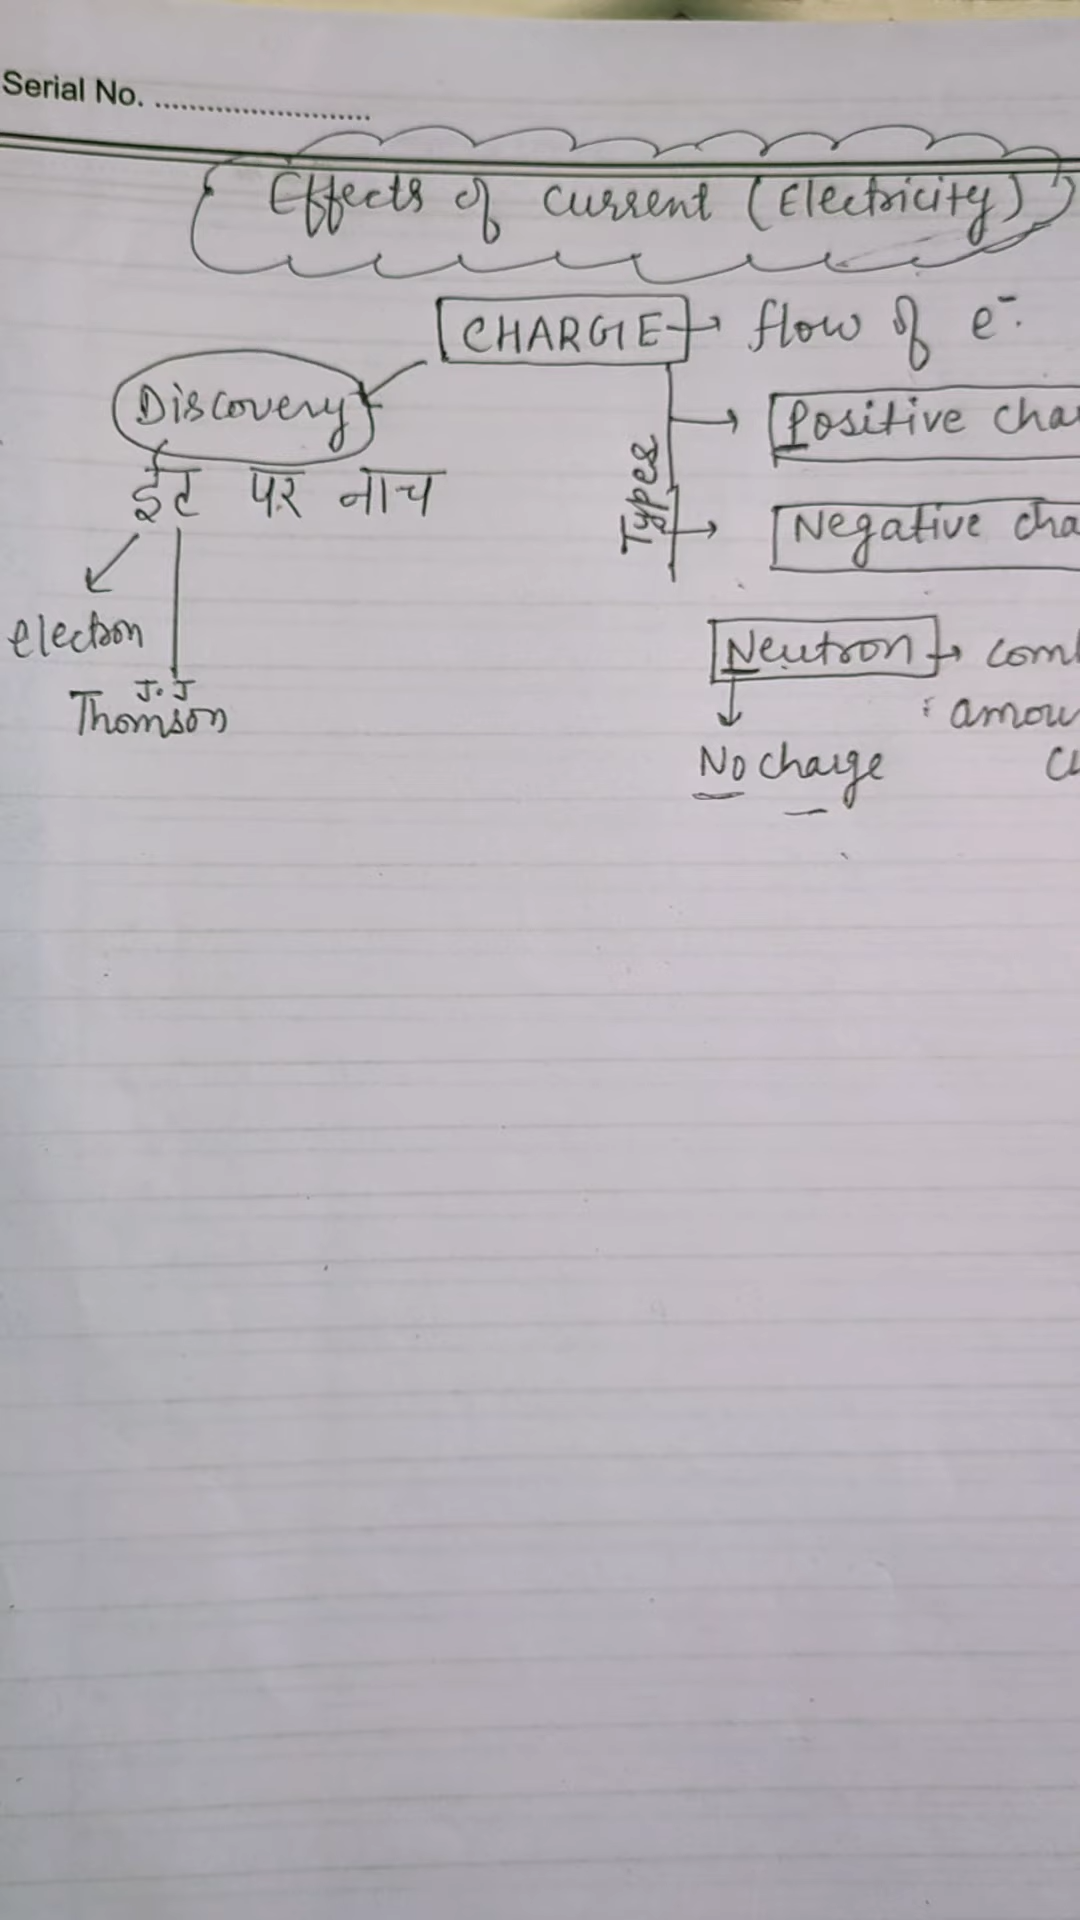 Serial No. ........................
Effects of current (Electricity)
CHARGE → flow of e⁻.
Discovery
Types
Positive
Negative
ईट पर नाच
electron
J.J
Thomson
Neutron →
No charge